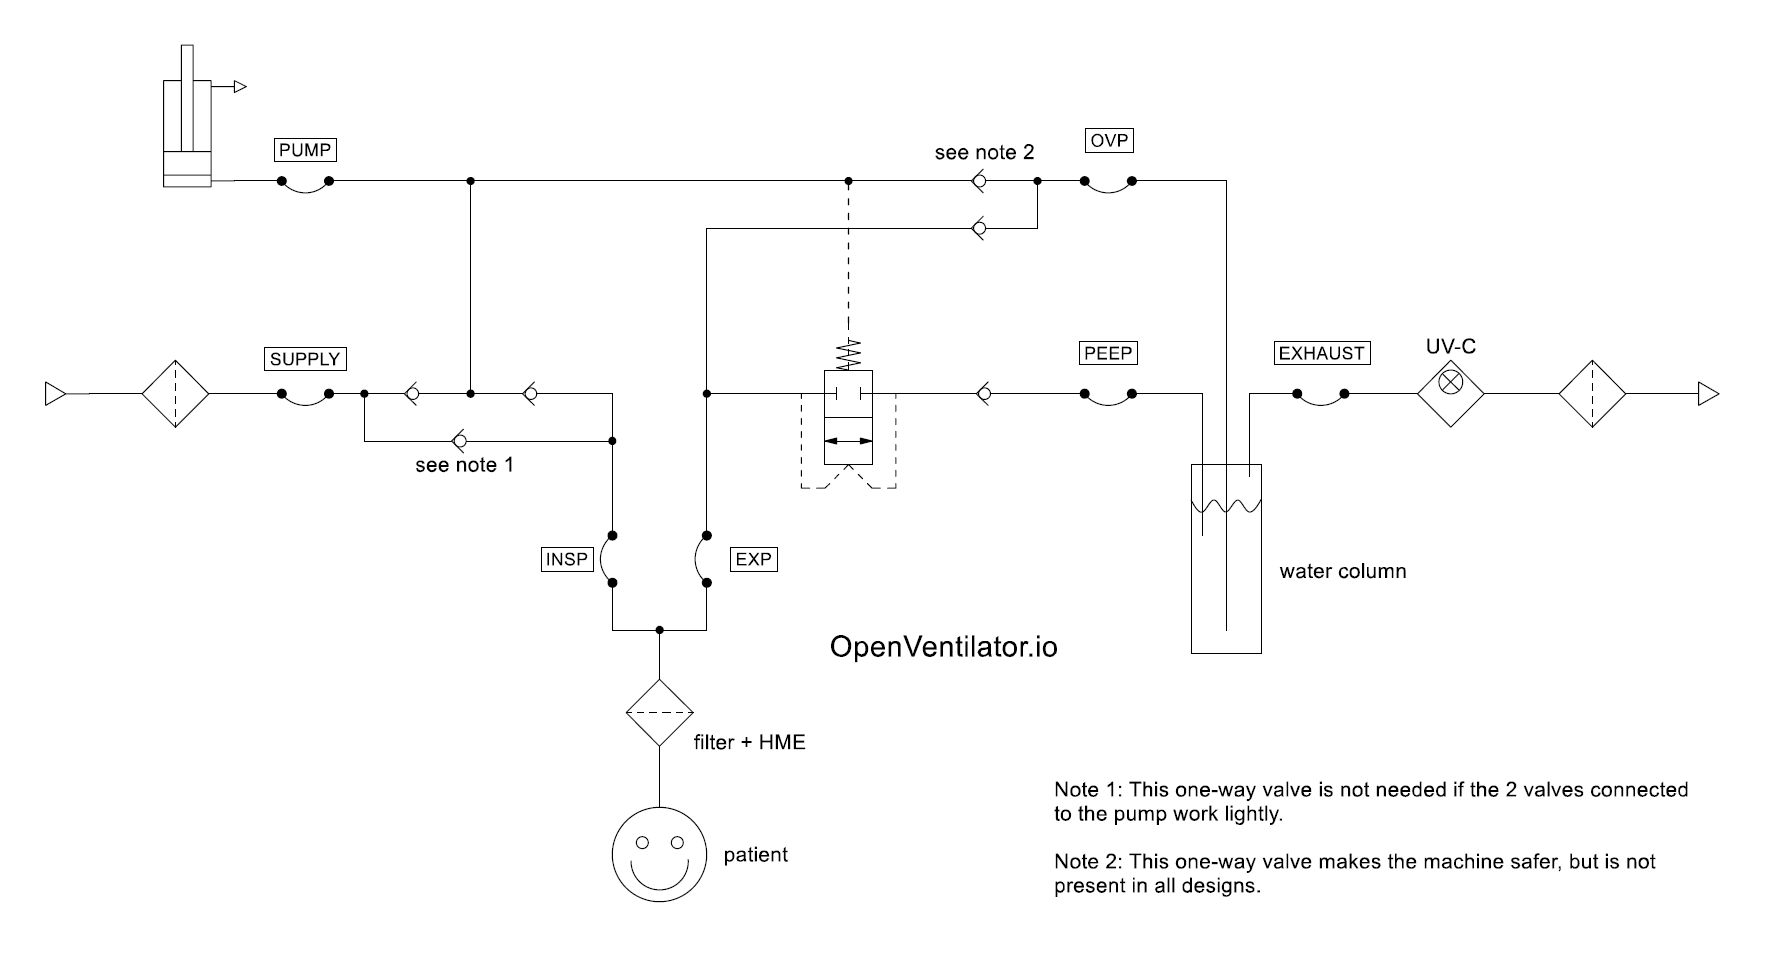 PUMP
see note 2
OVP
SUPPLY
PEEP
EXHAUST
UV-C
see note 1
INSP
EXP
water column
OpenVentilator.io
filter + HME
patient
Note 1: This one-way valve is not needed if the 2 valves connected
to the pump work lightly.
Note 2: This one-way valve makes the machine safer, but is not
present in all designs.